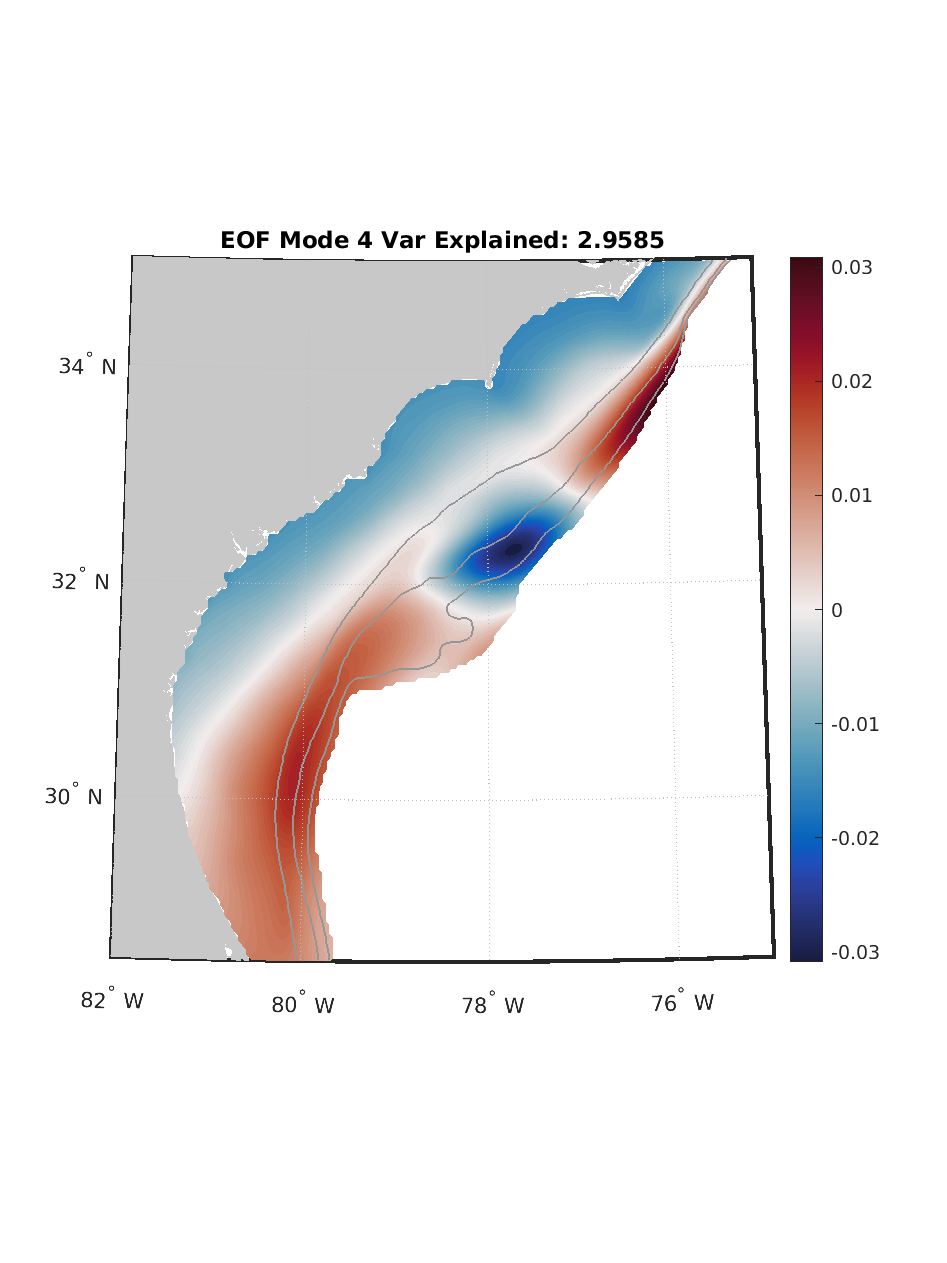 EOF Mode 4 Var Explained: 2.9585
34° N
32° N
30° N
82° W
80° W
78° W
76° W
0.03
0.02
0.01
0
-0.01
-0.02
-0.03